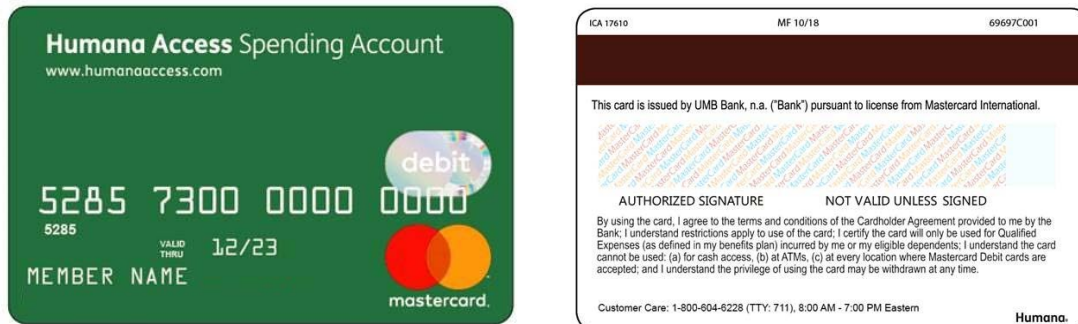 Humana Access Spending Account
www.humanaaccess.com
debit
5285 7300 0000 0000
5285
VALID THRU 12/23
MEMBER NAME
mastercard.
ICA 17610 MF 10/18 69697C001
This card is issued by UMB Bank, n.a. ("Bank") pursuant to license from Mastercard International.
AUTHORIZED SIGNATURE NOT VALID UNLESS SIGNED
By using the card, I agree to the terms and conditions of the Cardholder Agreement provided to me by the
Bank; I understand restrictions apply to use of the card; I certify the card will only be used for Qualified
Expenses (as defined in my benefits plan) incurred by me or my eligible dependents; I understand the card
cannot be used: (a) for cash access, (b) at ATMs, (c) at every location where Mastercard Debit cards are
accepted; and I understand the privilege of using the card may be withdrawn at any time.
Customer Care: 1-800-604-6228 (TTY: 711), 8:00 AM - 7:00 PM Eastern
Humana.